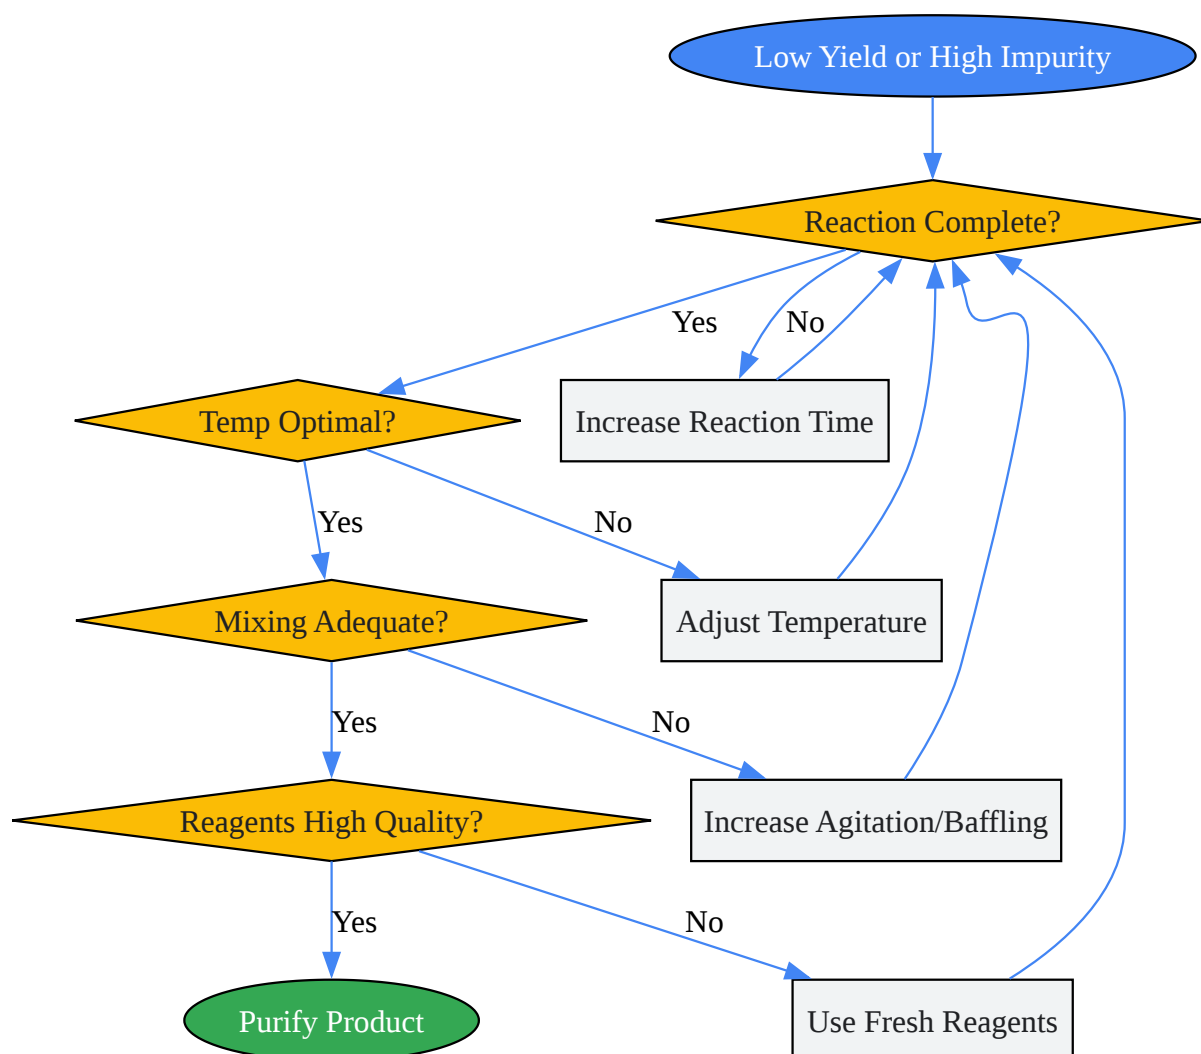 Low Yield or High Impurity
Reaction Complete?
Yes
No
Temp Optimal?
Increase Reaction Time
Yes
No
Mixing Adequate?
Adjust Temperature
Yes
No
Reagents High Quality?
Increase Agitation/Baffling
Yes
No
Purify Product
Use Fresh Reagents